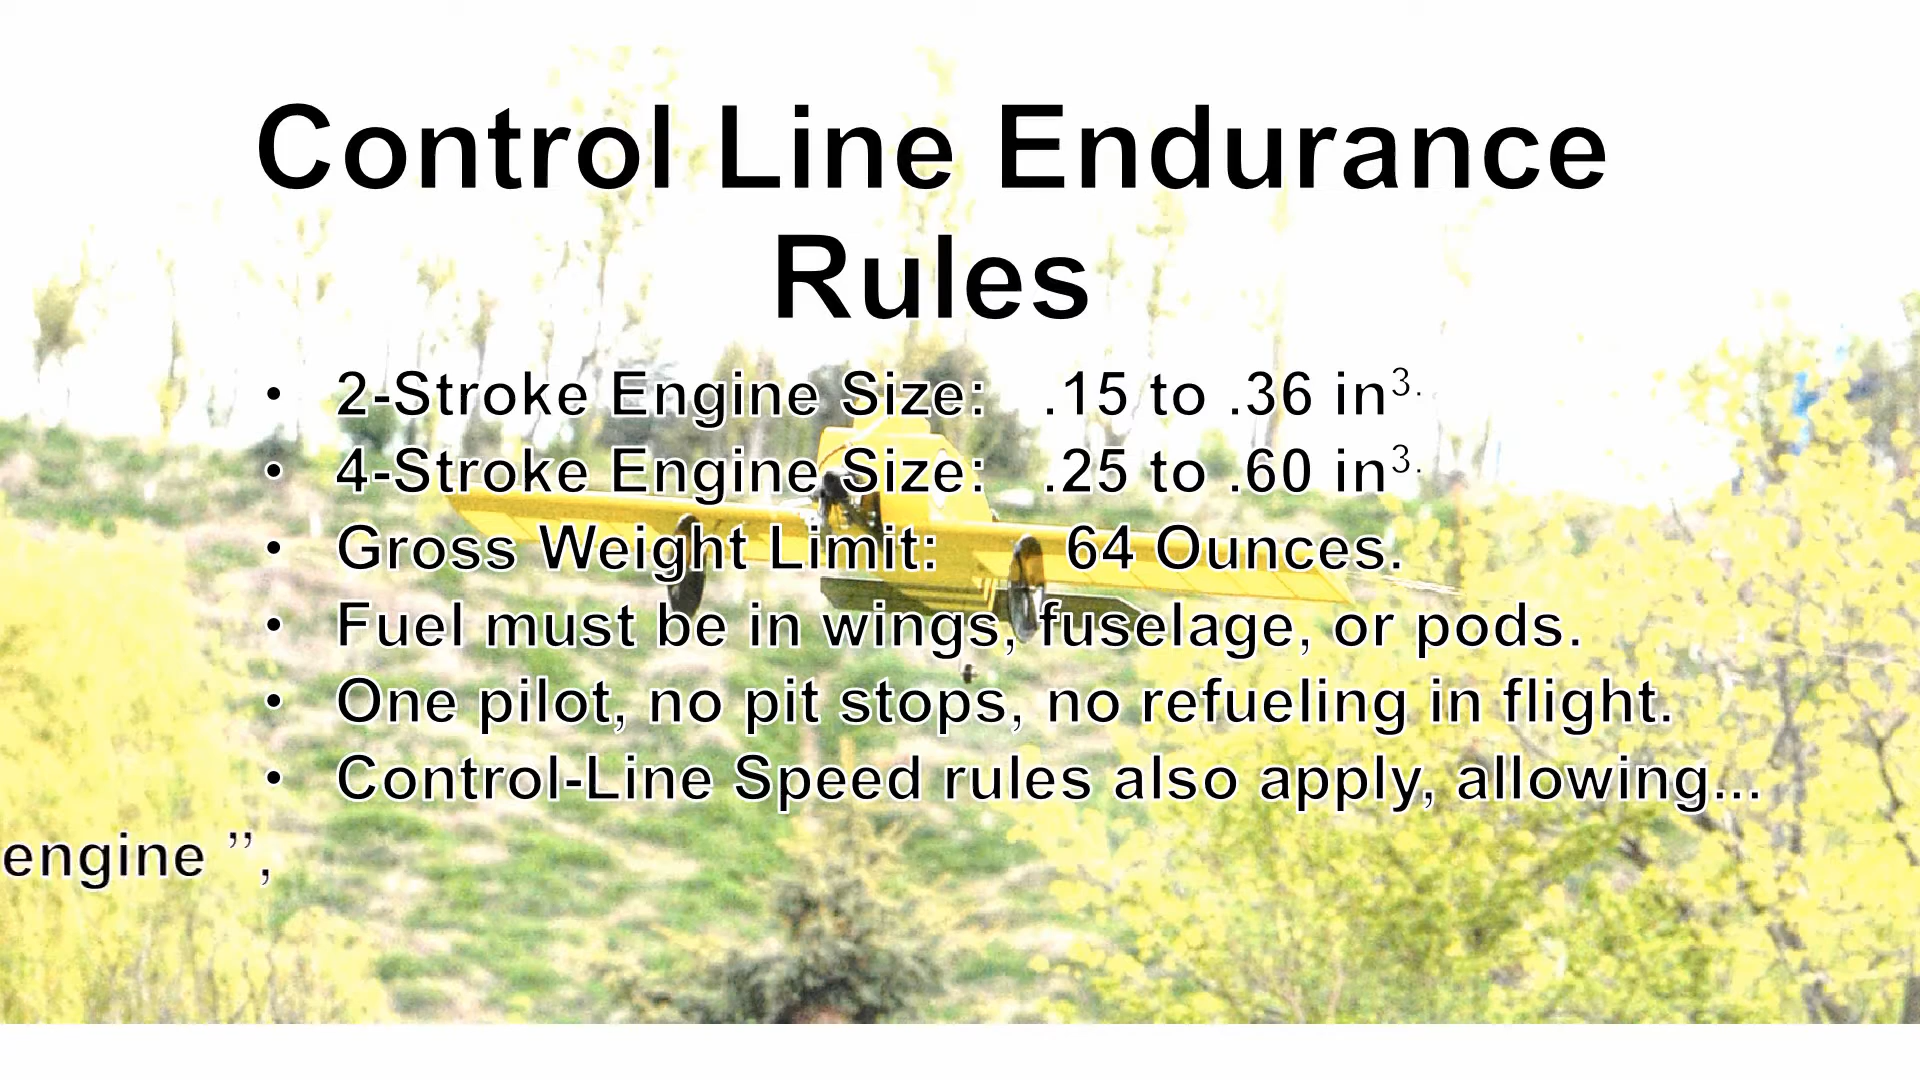 Control Line Endurance
Rules
• 2-Stroke Engine Size: .15 to .36 in³.
• 4-Stroke Engine Size: .25 to .60 in³.
• Gross Weight Limit: 64 Ounces.
• Fuel must be in wings, fuselage, or pods.
• One pilot, no pit stops, no refueling in flight.
• Control-Line Speed rules also apply, allowing...
engine ”,